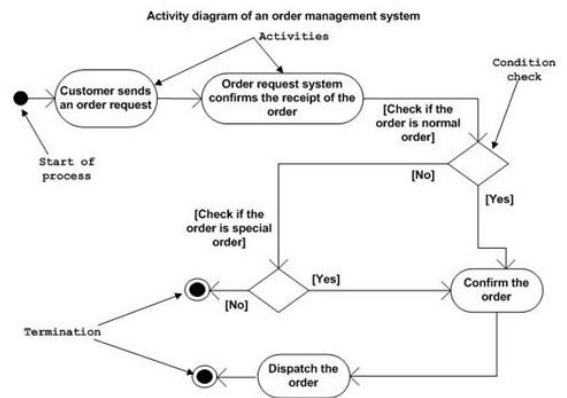 Activity diagram of an order management system
Activities
Condition
check
Customer sends
an order request
Order request system
confirms the receipt of the
order
[Check if the
order is normal
order]
Start of
process
[No]
[Yes]
[Check if the
order is special
order]
[Yes]
[No]
Confirm the
order
Termination
Dispatch the
order